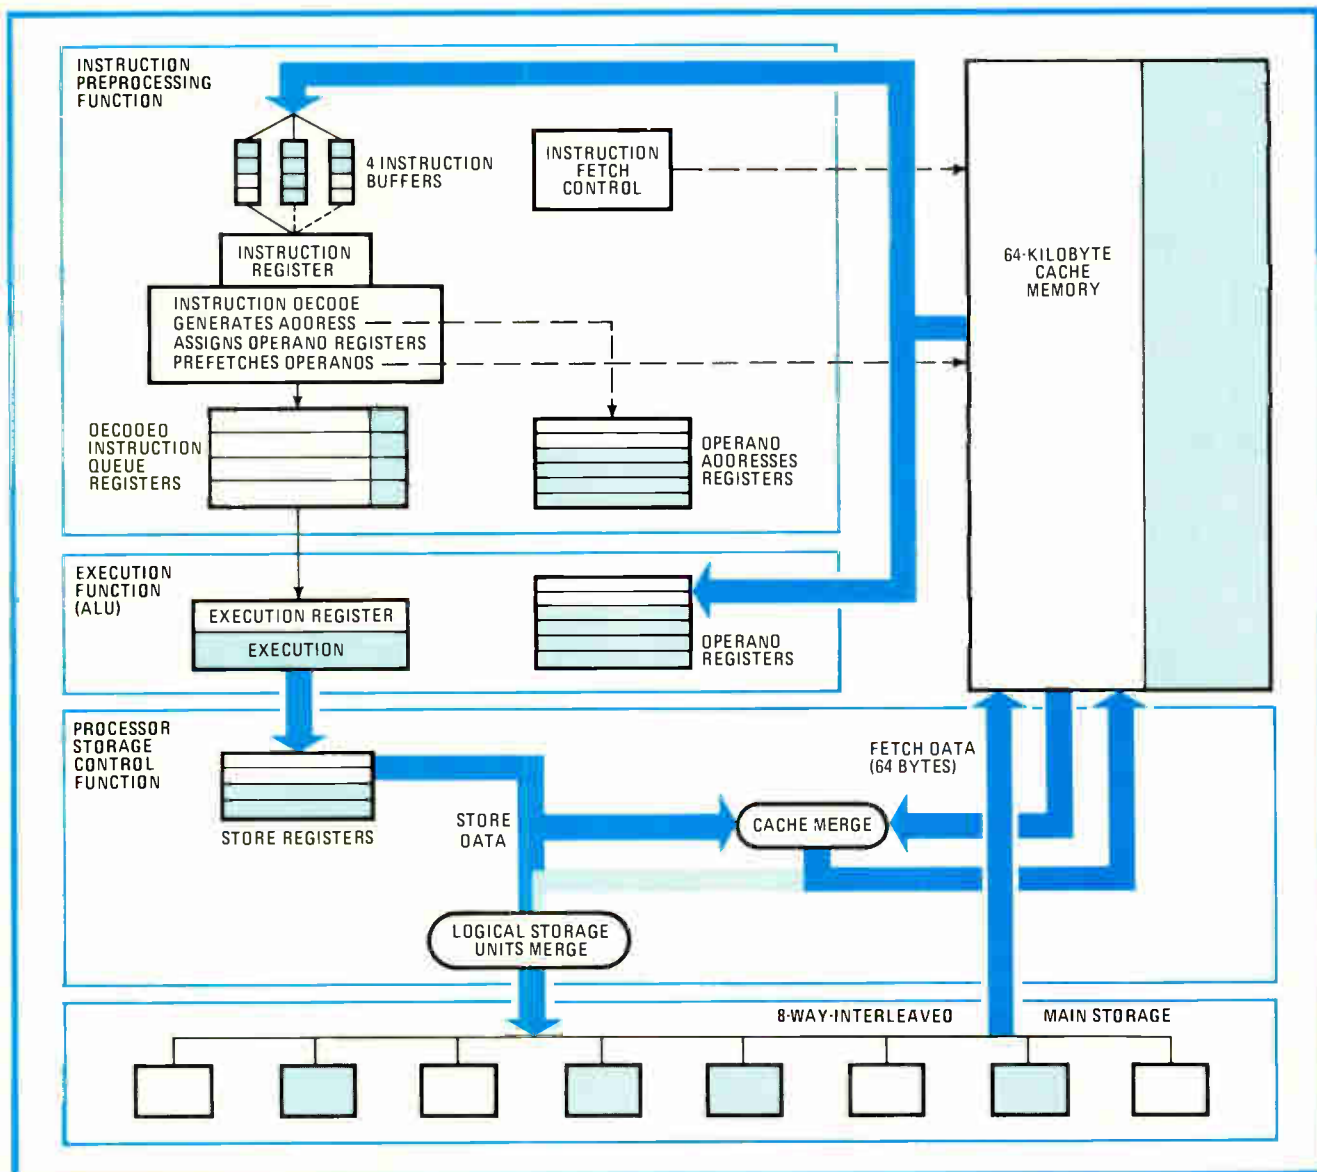 INSTRUCTION
PREPROCESSING
FUNCTION
4 INSTRUCTION
BUFFERS
INSTRUCTION
FETCH
CONTROL
INSTRUCTION
REGISTER
INSTRUCTION DECODE
GENERATES ADDRESS
ASSIGNS OPERAND REGISTERS
PREFETCHES OPERANDS
DECODED
INSTRUCTION
QUEUE
REGISTERS
OPERAND
ADDRESSES
REGISTERS
64-KILOBYTE
CACHE
MEMORY
EXECUTION
FUNCTION
(ALU)
EXECUTION REGISTER
EXECUTION
OPERAND
REGISTERS
PROCESSOR
STORAGE
CONTROL
FUNCTION
STORE REGISTERS
STORE
DATA
FETCH DATA
(64 BYTES)
CACHE MERGE
LOGICAL STORAGE
UNITS MERGE
8-WAY-INTERLEAVED MAIN STORAGE